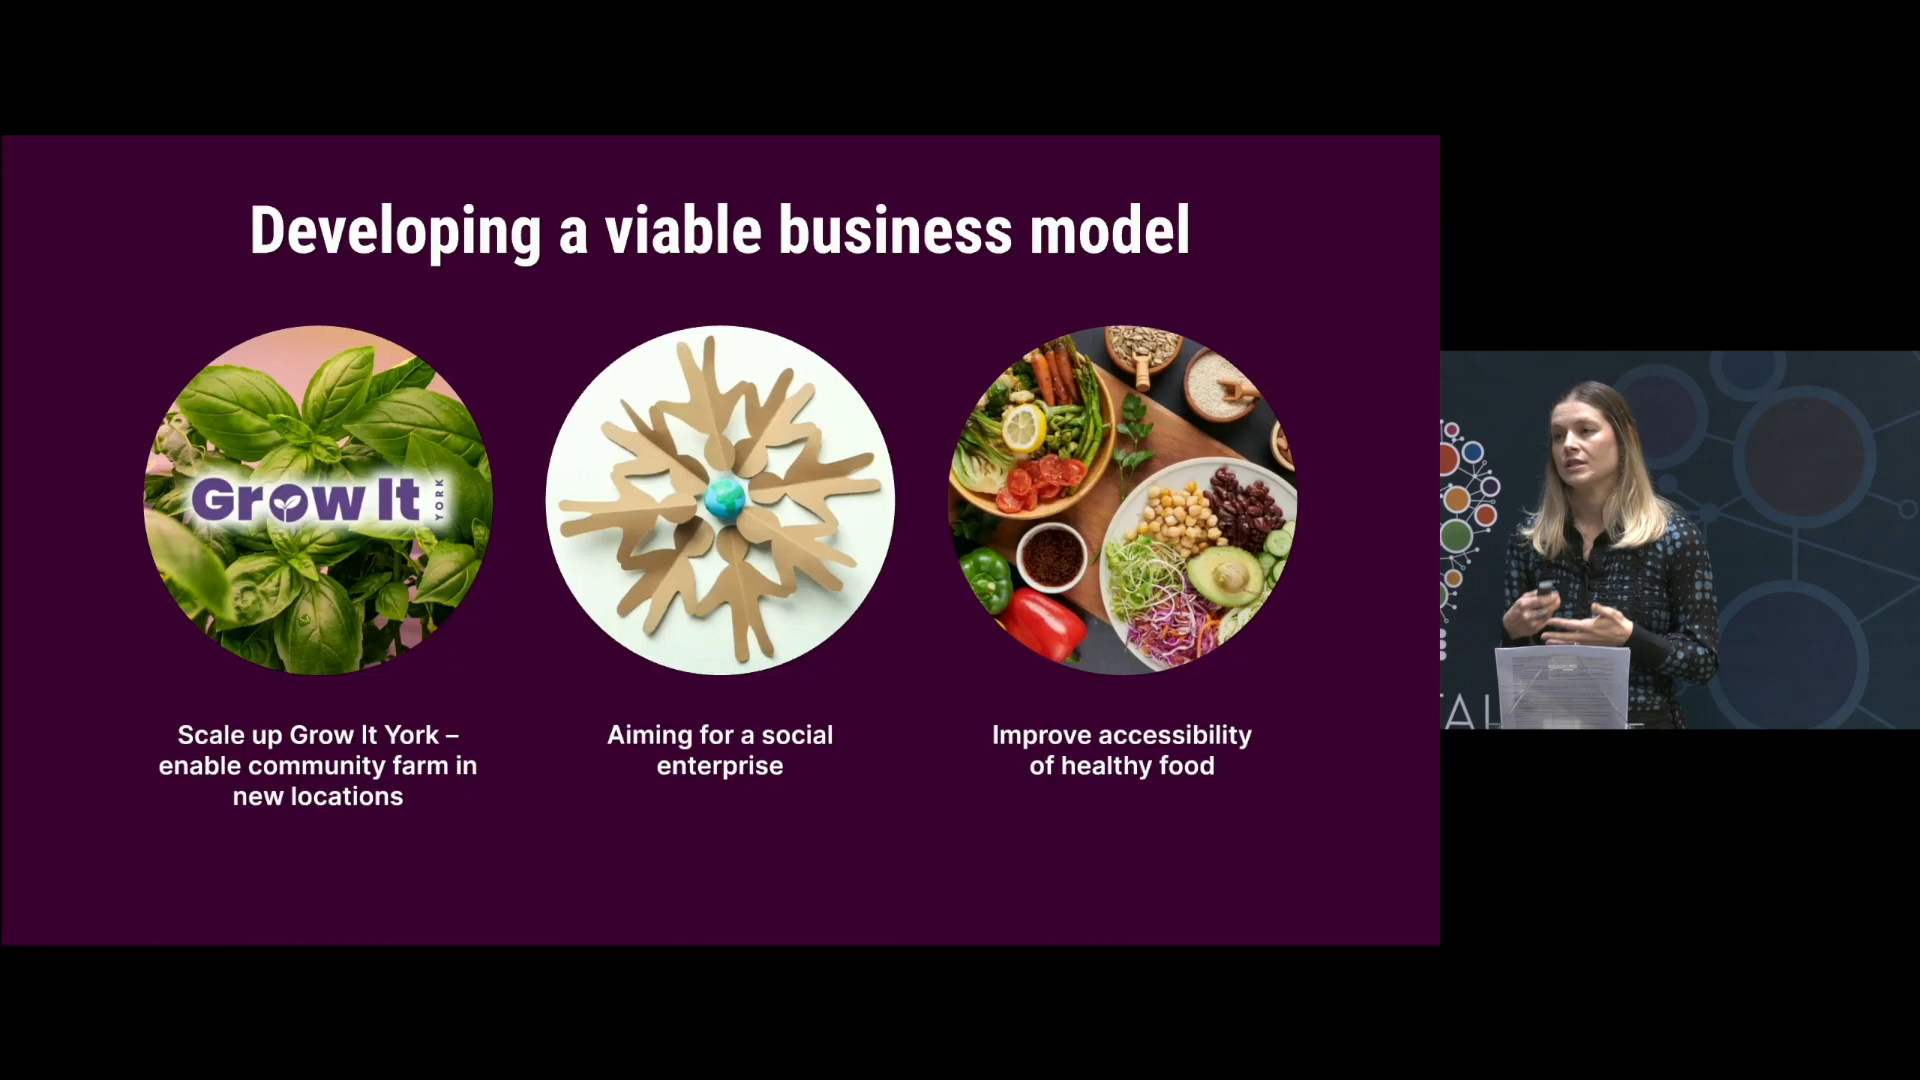 Developing a viable business model
Grow It
YORK
Scale up Grow It York –
enable community farm in
new locations
Aiming for a social
enterprise
Improve accessibility
of healthy food